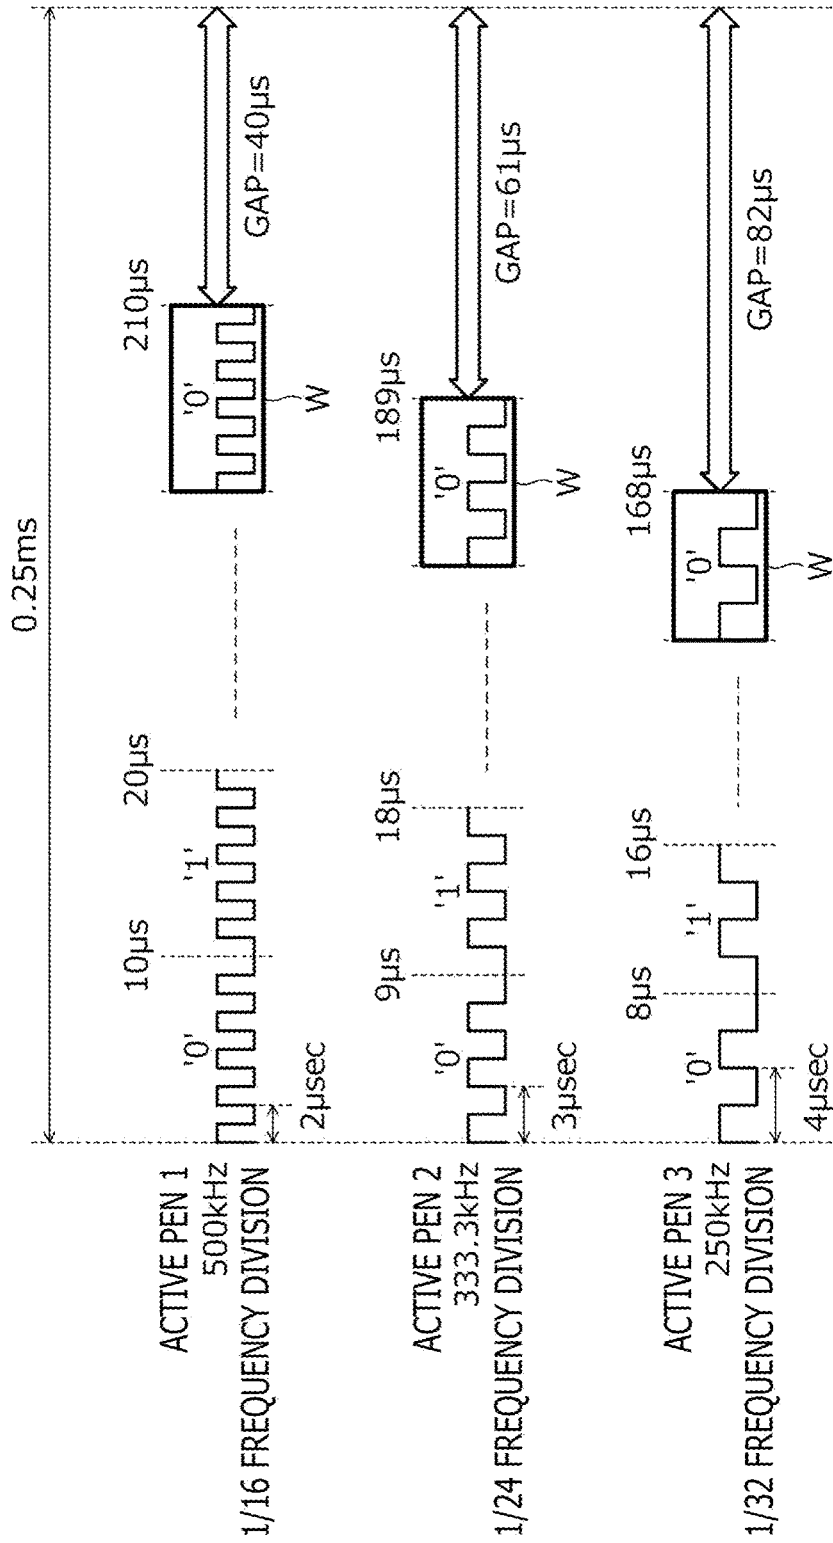 0.25ms
ACTIVE PEN 1
500kHz
1/16 FREQUENCY DIVISION
2μsec
'0'
10μs
'1'
20μs
'0'
W
210μs
GAP=40μs
ACTIVE PEN 2
333.3kHz
1/24 FREQUENCY DIVISION
3μsec
'0'
9μs
'1'
18μs
'0'
W
189μs
GAP=61μs
ACTIVE PEN 3
250kHz
1/32 FREQUENCY DIVISION
4μsec
'0'
8μs
'1'
16μs
'0'
W
168μs
GAP=82μs